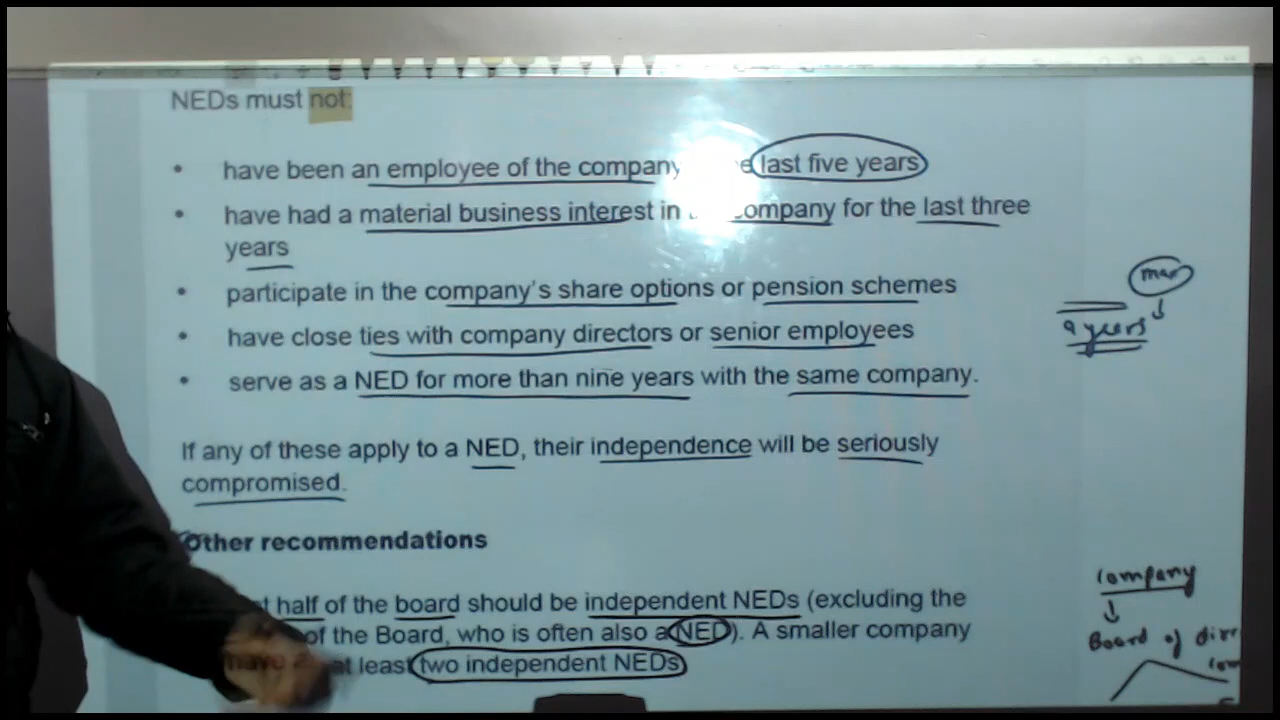 NEDs must not:
• have been an employee of the company last five years
• have had a material business interest in company for the last three
years
• participate in the company's share options or pension schemes
• have close ties with company directors or senior employees
• serve as a NED for more than nine years with the same company.
max
9 years
If any of these apply to a NED, their independence will be seriously
compromised.
Other recommendations
half of the board should be independent NEDs (excluding the
of the Board, who is often also a NED). A smaller company
have at least two independent NEDs
company
Board of dire